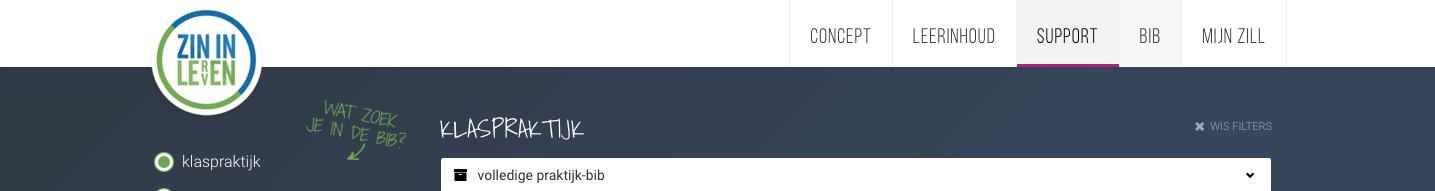 ZIN IN
LERVEN
CONCEPT
LEERINHOUD
SUPPORT
BIB
MIJN ZILL
WAT ZOEK
JE IN DE BIB?
KLASPRAKTIJK
WIS FILTERS
klaspraktijk
volledige praktijk-bib